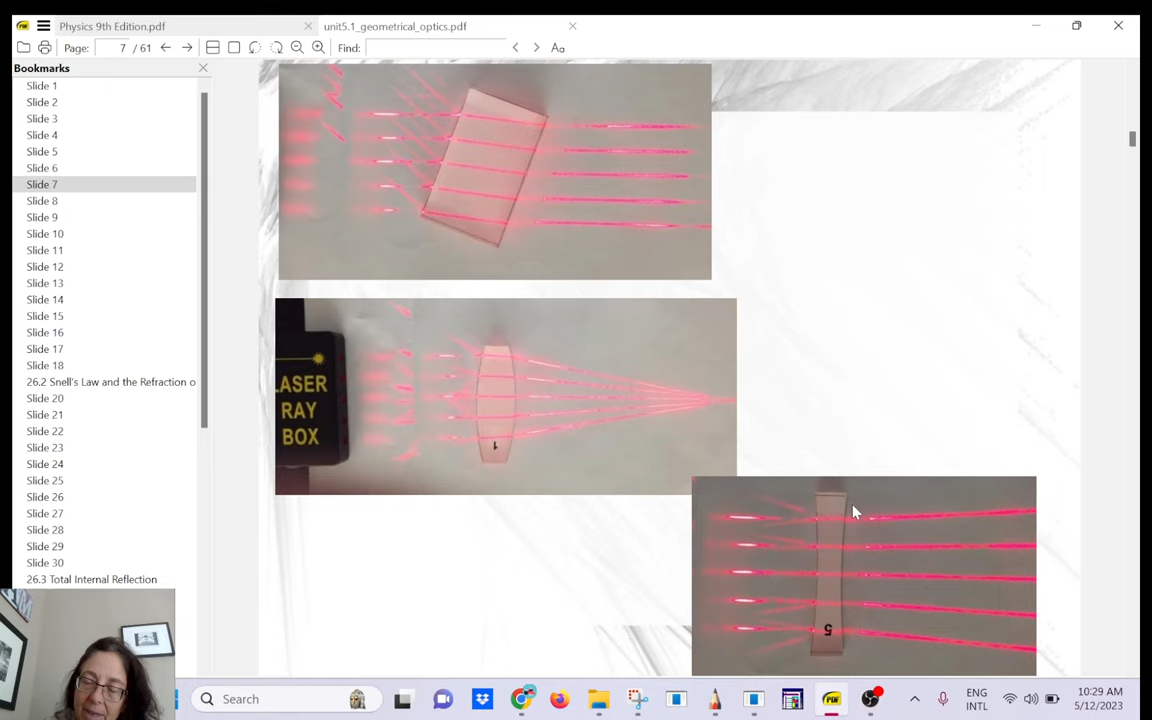 Physics 9th Edition.pdf
unit5.1_geometrical_optics.pdf
Page: 7 / 61
Find:
Aa
Bookmarks
Slide 1
Slide 2
Slide 3
Slide 4
Slide 5
Slide 6
Slide 7
Slide 8
Slide 9
Slide 10
Slide 11
Slide 12
Slide 13
Slide 14
Slide 15
Slide 16
Slide 17
Slide 18
26.2 Snell's Law and the Refraction o
Slide 20
Slide 21
Slide 22
Slide 23
Slide 24
Slide 25
Slide 26
Slide 27
Slide 28
Slide 29
Slide 30
26.3 Total Internal Reflection
LASER
RAY
BOX
1
5
Search
ENG
INTL
10:29 AM
5/12/2023